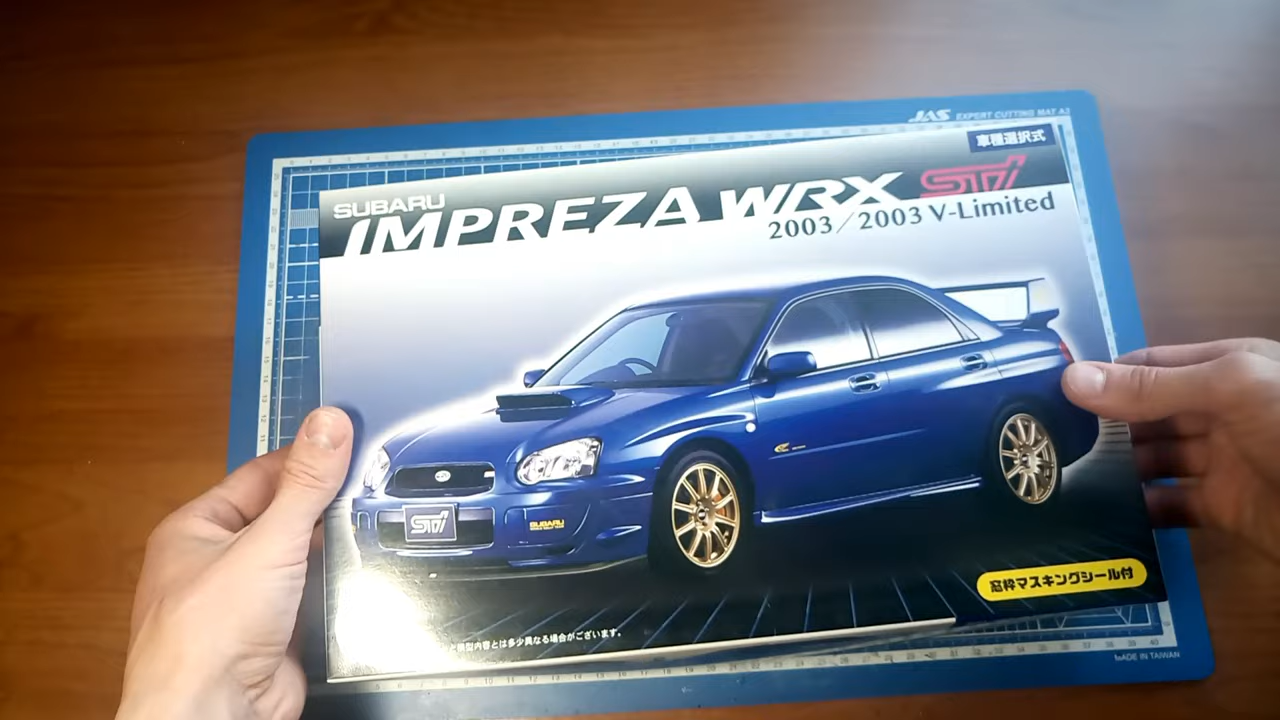 JAS EXPERT CUTTING MAT A3
車種選択式
SUBARU
IMPREZA WRX STi
2003/2003 V-Limited
STi
SUBARU
窓枠マスキングシール付
模型内容とは多少異なる場合がございます。
MADE IN TAIWAN